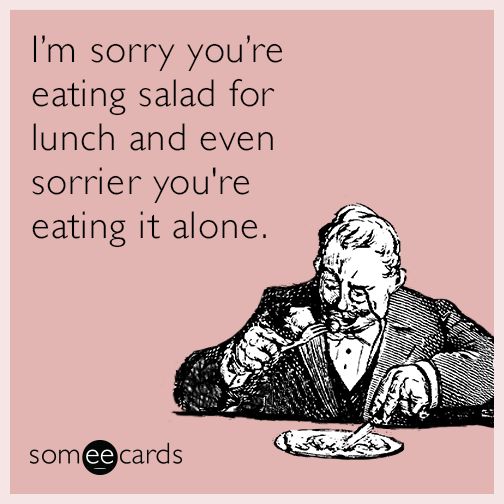 I’m sorry you’re
eating salad for
lunch and even
sorrier you're
eating it alone.
someecards